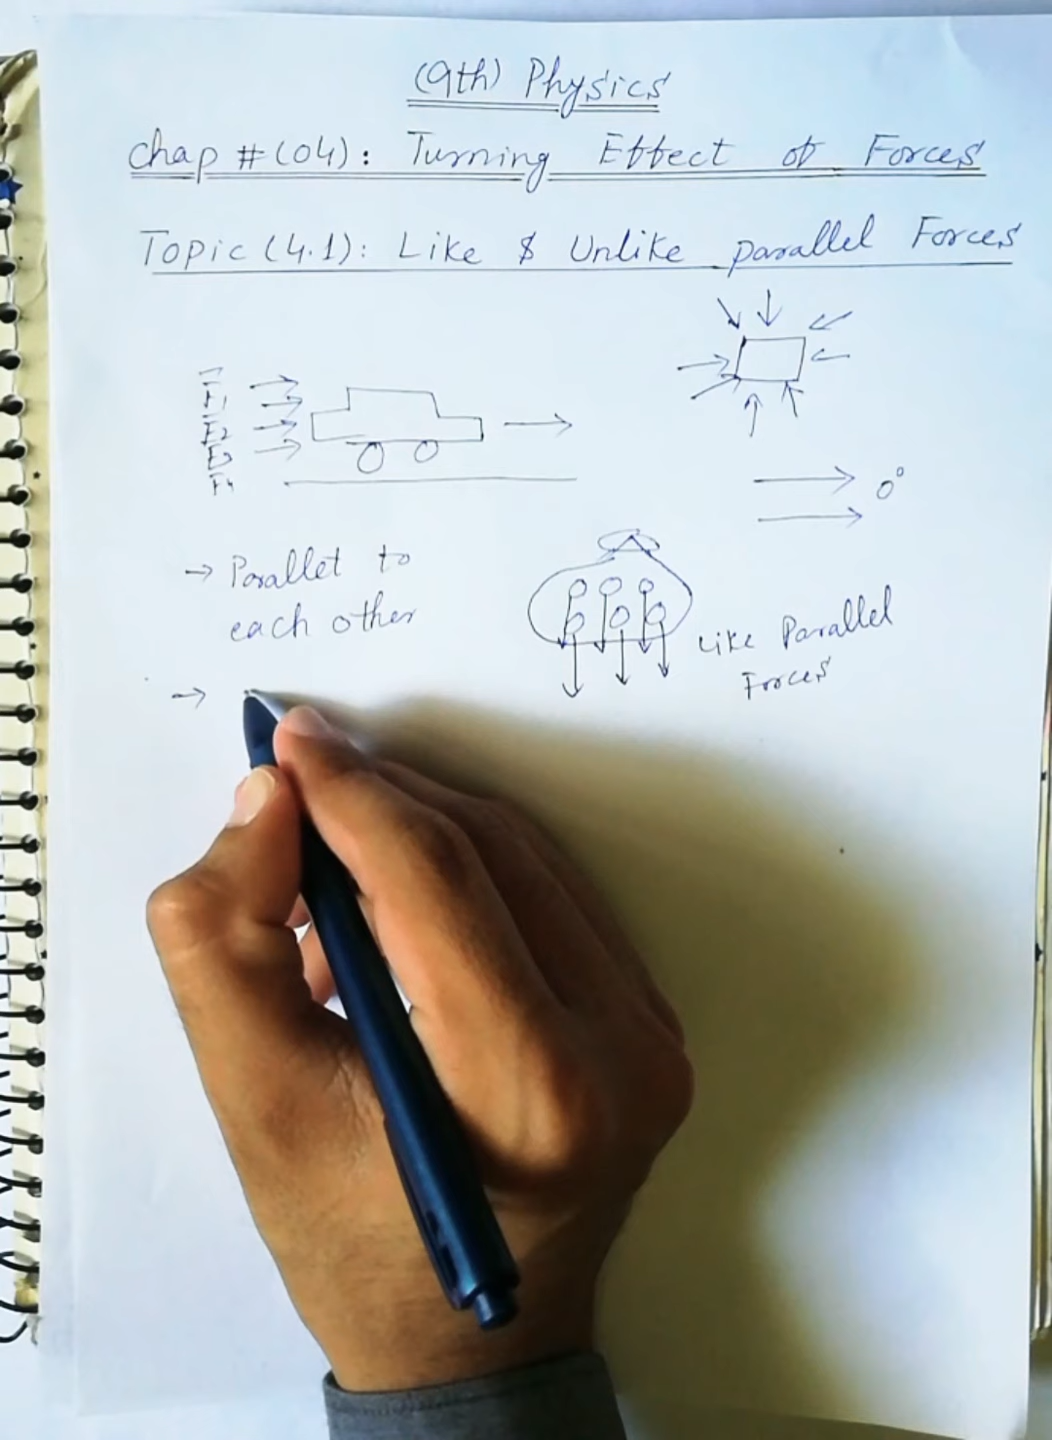 (9th) Physics
Chap # (04): Turning Effect of Forces
Topic (4.1): Like & Unlike parallel Forces
F1
F2
F3
F4
0°
→ Parallel to
each other
Like Parallel
Forces
→